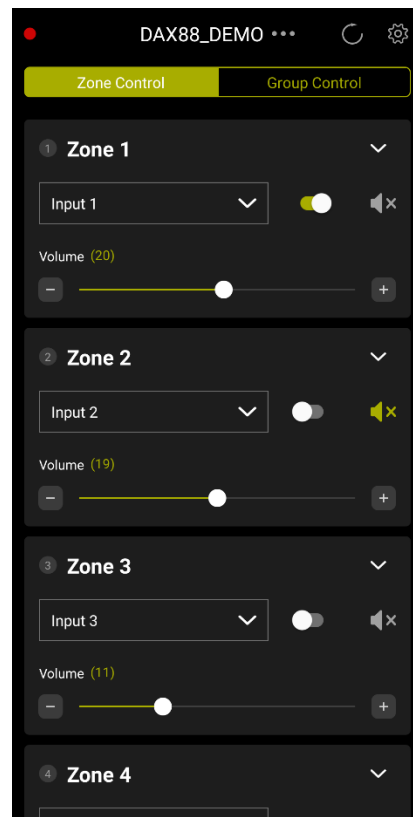 DAX88_DEMO •••
Zone Control Group Control
1 Zone 1
Input 1
Volume (20)
− +
2 Zone 2
Input 2
Volume (19)
− +
3 Zone 3
Input 3
Volume (11)
− +
4 Zone 4